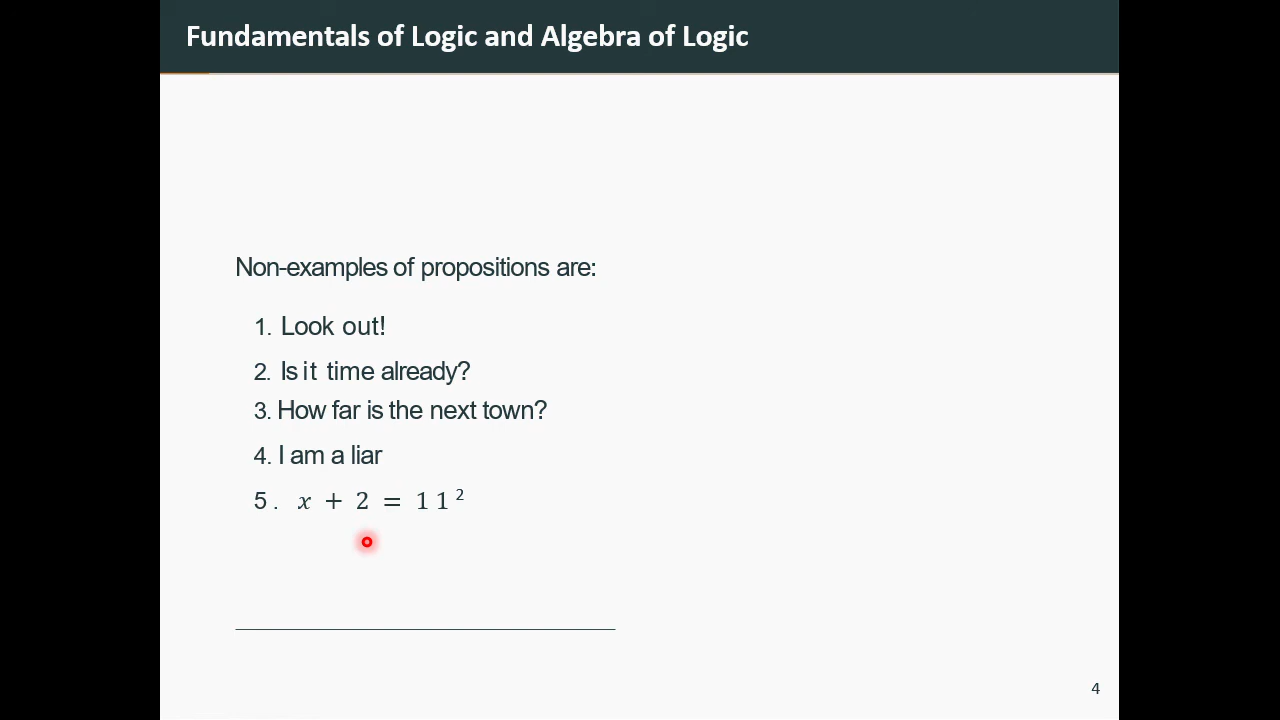 Fundamentals of Logic and Algebra of Logic
Non-examples of propositions are:
1. Look out!
2. Is it time already?
3. How far is the next town?
4. I am a liar
5. x + 2 = 11²
4